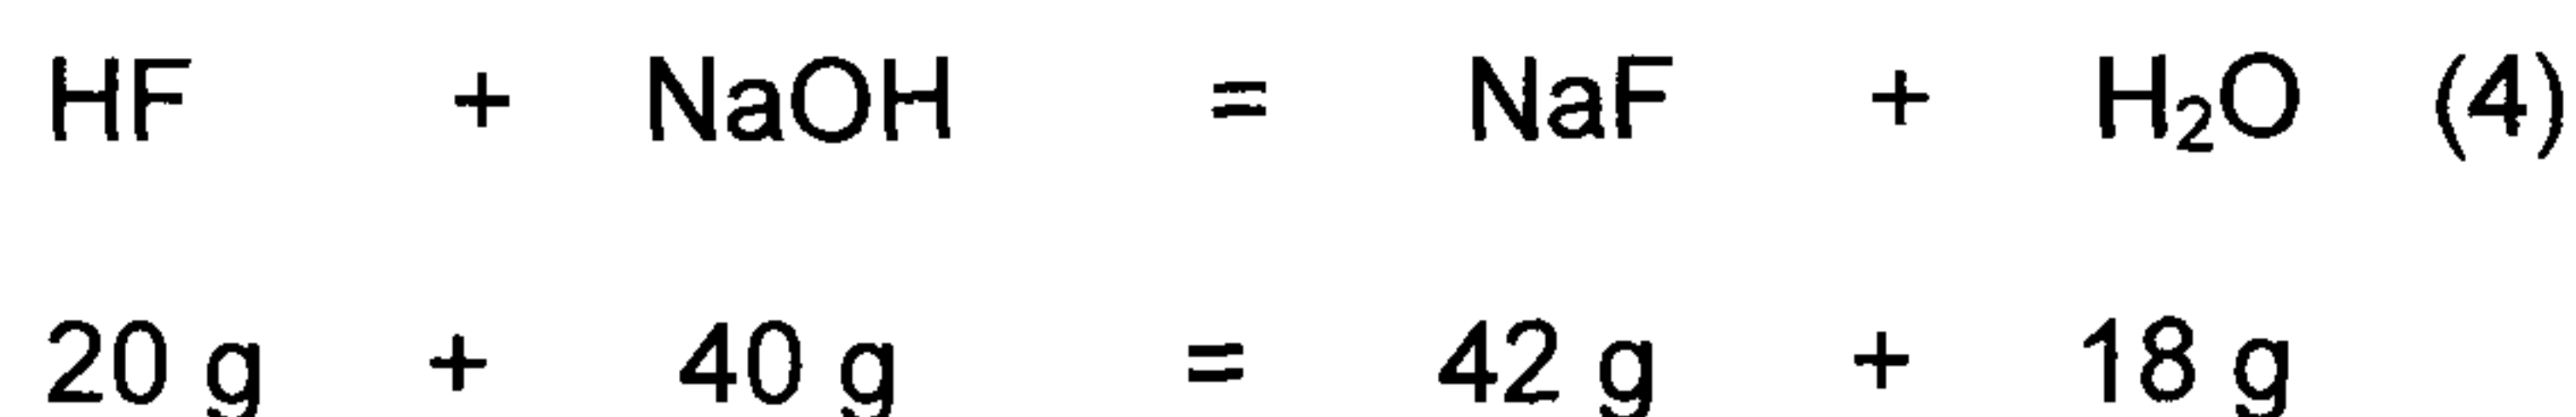 HF + NaOH = NaF + H₂O (4)
20 g + 40 g = 42 g + 18 g